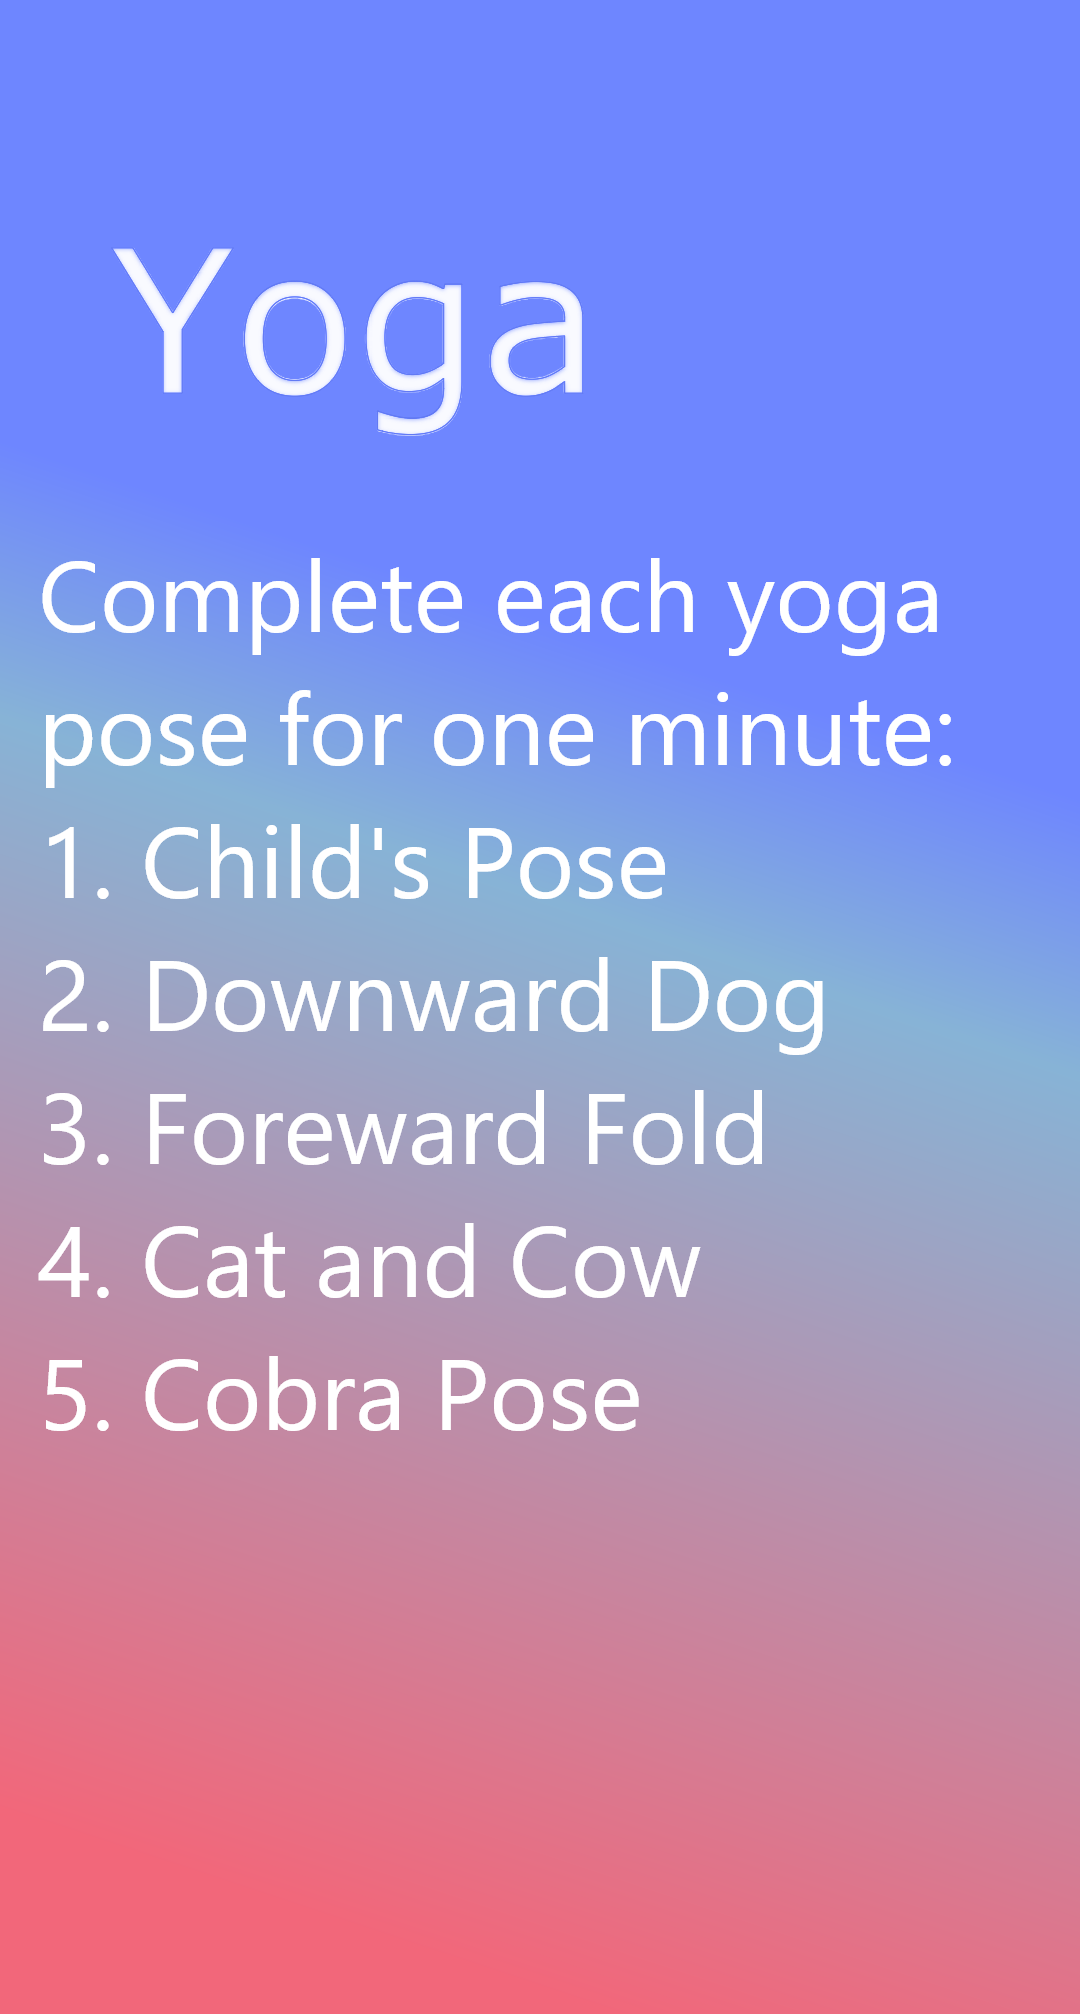 Yoga
Complete each yoga
pose for one minute:
1. Child's Pose
2. Downward Dog
3. Foreward Fold
4. Cat and Cow
5. Cobra Pose